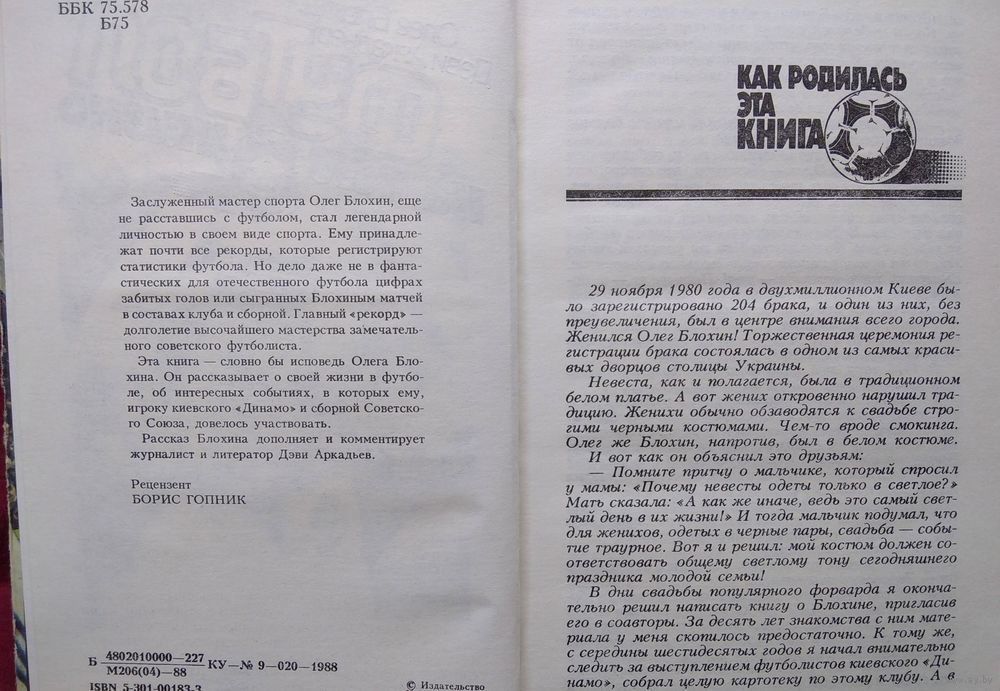 ББК 75.578
Б75
Заслуженный мастер спорта Олег Блохин, еще
не расставшись с футболом, стал легендарной
личностью в своем виде спорта. Ему принадле-
жат почти все рекорды, которые регистрируют
статистики футбола. Но дело даже не в фанта-
стических для отечественного футбола цифрах
забитых голов или сыгранных Блохиным матчей
в составах клуба и сборной. Главный «рекорд» —
долголетие высочайшего мастерства замечатель-
ного советского футболиста.
Эта книга — словно бы исповедь Олега Бло-
хина. Он рассказывает о своей жизни в футбо-
ле, об интересных событиях, в которых ему,
игроку киевского «Динамо» и сборной Советско-
го Союза, довелось участвовать.
Рассказ Блохина дополняет и комментирует
журналист и литератор Дэви Аркадьев.
Рецензент
БОРИС ГОПНИК
Б 4802010000—227
М206(04)—88 КУ—№ 9—020—1988
ISBN 5-301-00183-3
© Издательство
КАК РОДИЛАСЬ
ЭТА
КНИГА
29 ноября 1980 года в двухмиллионном Киеве бы-
ло зарегистрировано 204 брака, и один из них, без
преувеличения, был в центре внимания всего города.
Женился Олег Блохин! Торжественная церемония ре-
гистрации брака состоялась в одном из самых краси-
вых дворцов столицы Украины.
Невеста, как и полагается, была в традиционном
белом платье. А вот жених откровенно нарушил тра-
дицию. Женихи обычно обзаводятся к свадьбе стро-
гими черными костюмами. Чем-то вроде смокинга.
Олег же Блохин, напротив, был в белом костюме.
И вот как он объяснил это друзьям:
— Помните притчу о мальчике, который спросил
у мамы: «Почему невесты одеты только в светлое?»
Мать сказала: «А как же иначе, ведь это самый свет-
лый день в их жизни!» И тогда мальчик подумал, что
для женихов, одетых в черные пары, свадьба — собы-
тие траурное. Вот я и решил: мой костюм должен со-
ответствовать общему светлому тону сегодняшнего
праздника молодой семьи!
В дни свадьбы популярного форварда я оконча-
тельно решил написать книгу о Блохине, пригласив
его в соавторы. За десять лет знакомства с ним мате-
риала у меня скопилось предостаточно. К тому же,
с середины шестидесятых годов я начал внимательно
следить за выступлением футболистов киевского «Ди-
намо», собрал целую картотеку по этому клубу. А в